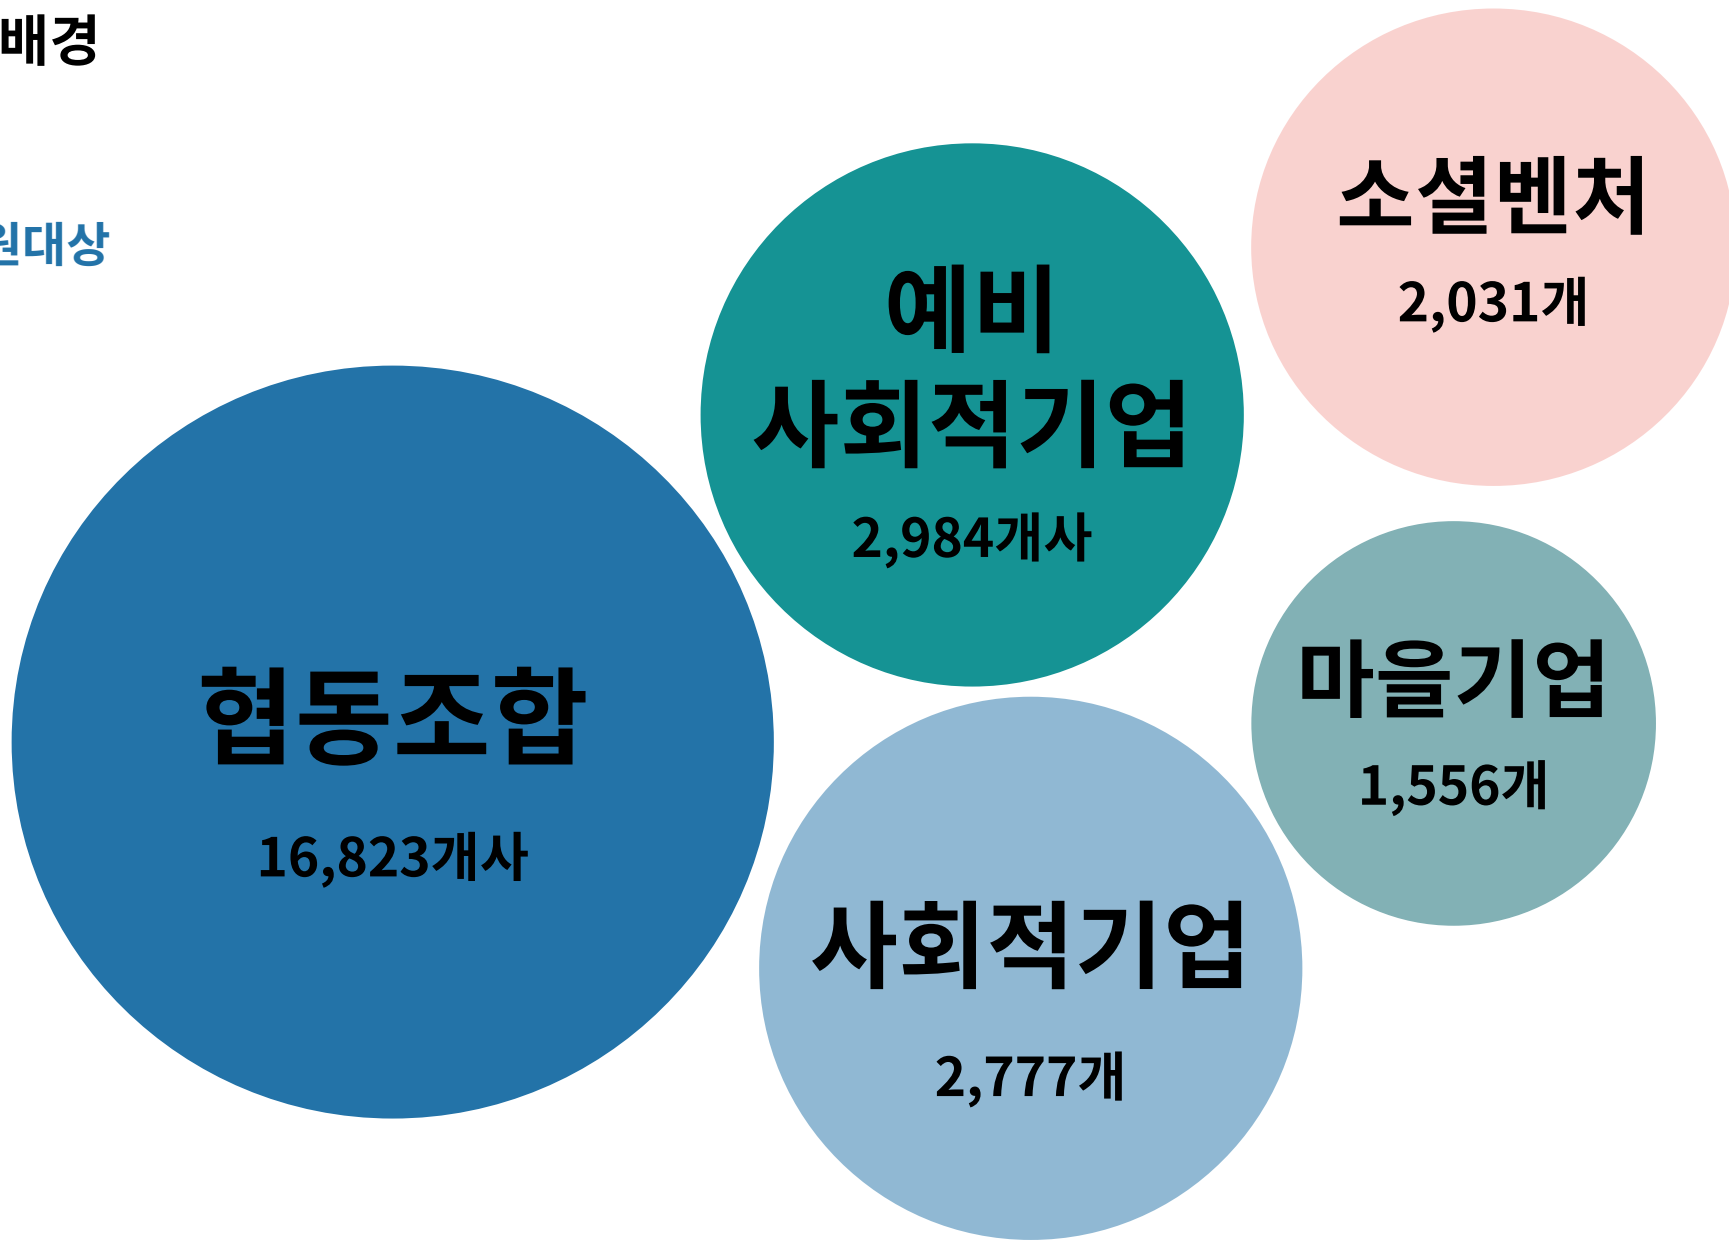 배경
원대상
소셜벤처
2,031개
예비
사회적기업
2,984개사
협동조합
16,823개사
마을기업
1,556개
사회적기업
2,777개